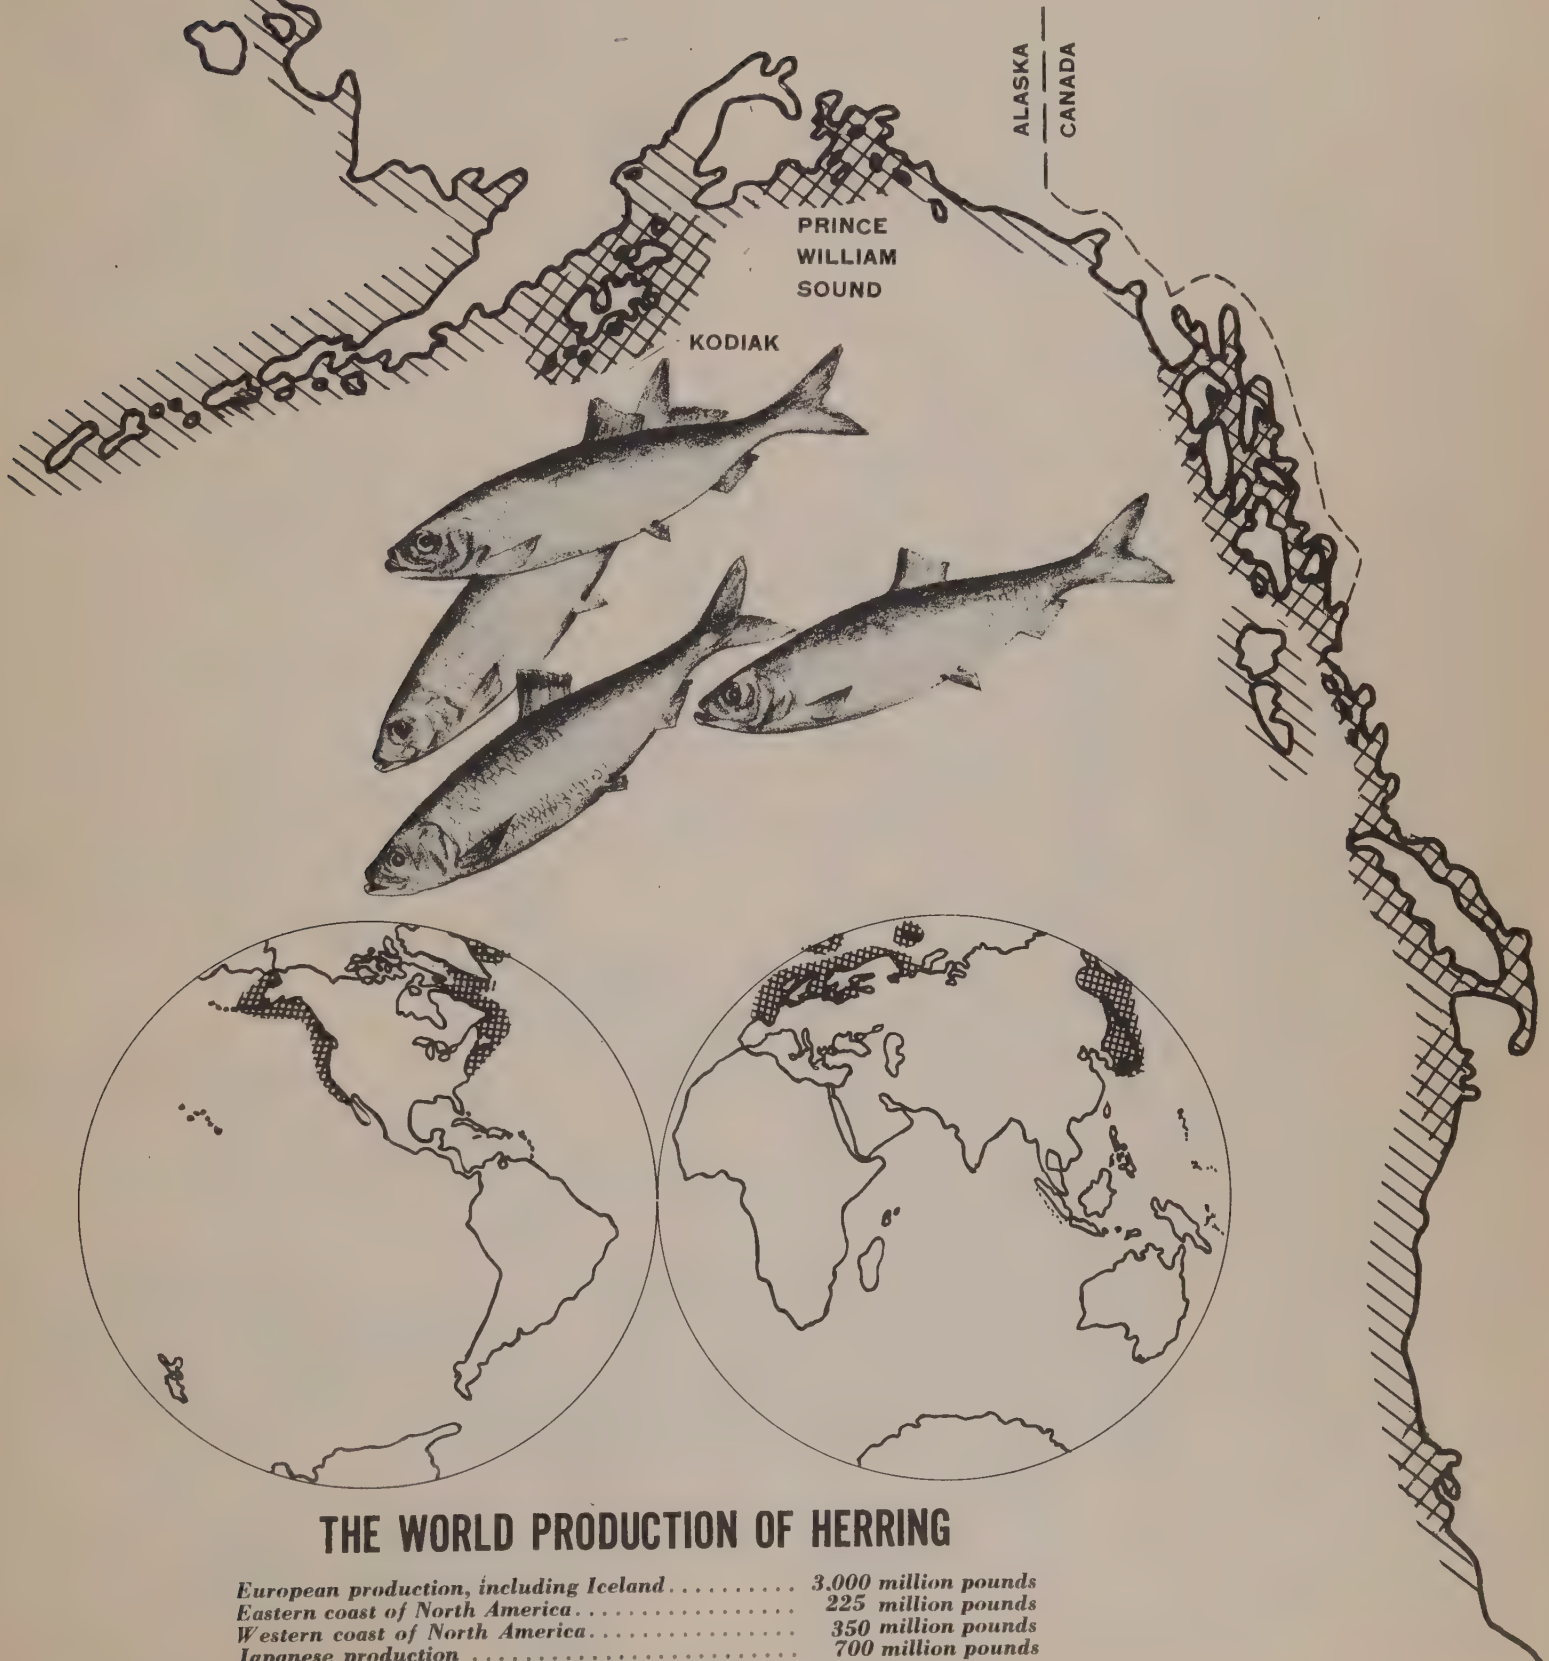 ALASKA
CANADA
PRINCE
WILLIAM
SOUND
KODIAK
THE WORLD PRODUCTION OF HERRING
European production, including Iceland.......... 3,000 million pounds
Eastern coast of North America................. 225 million pounds
Western coast of North America................ 350 million pounds
Japanese production ......................... 700 million pounds